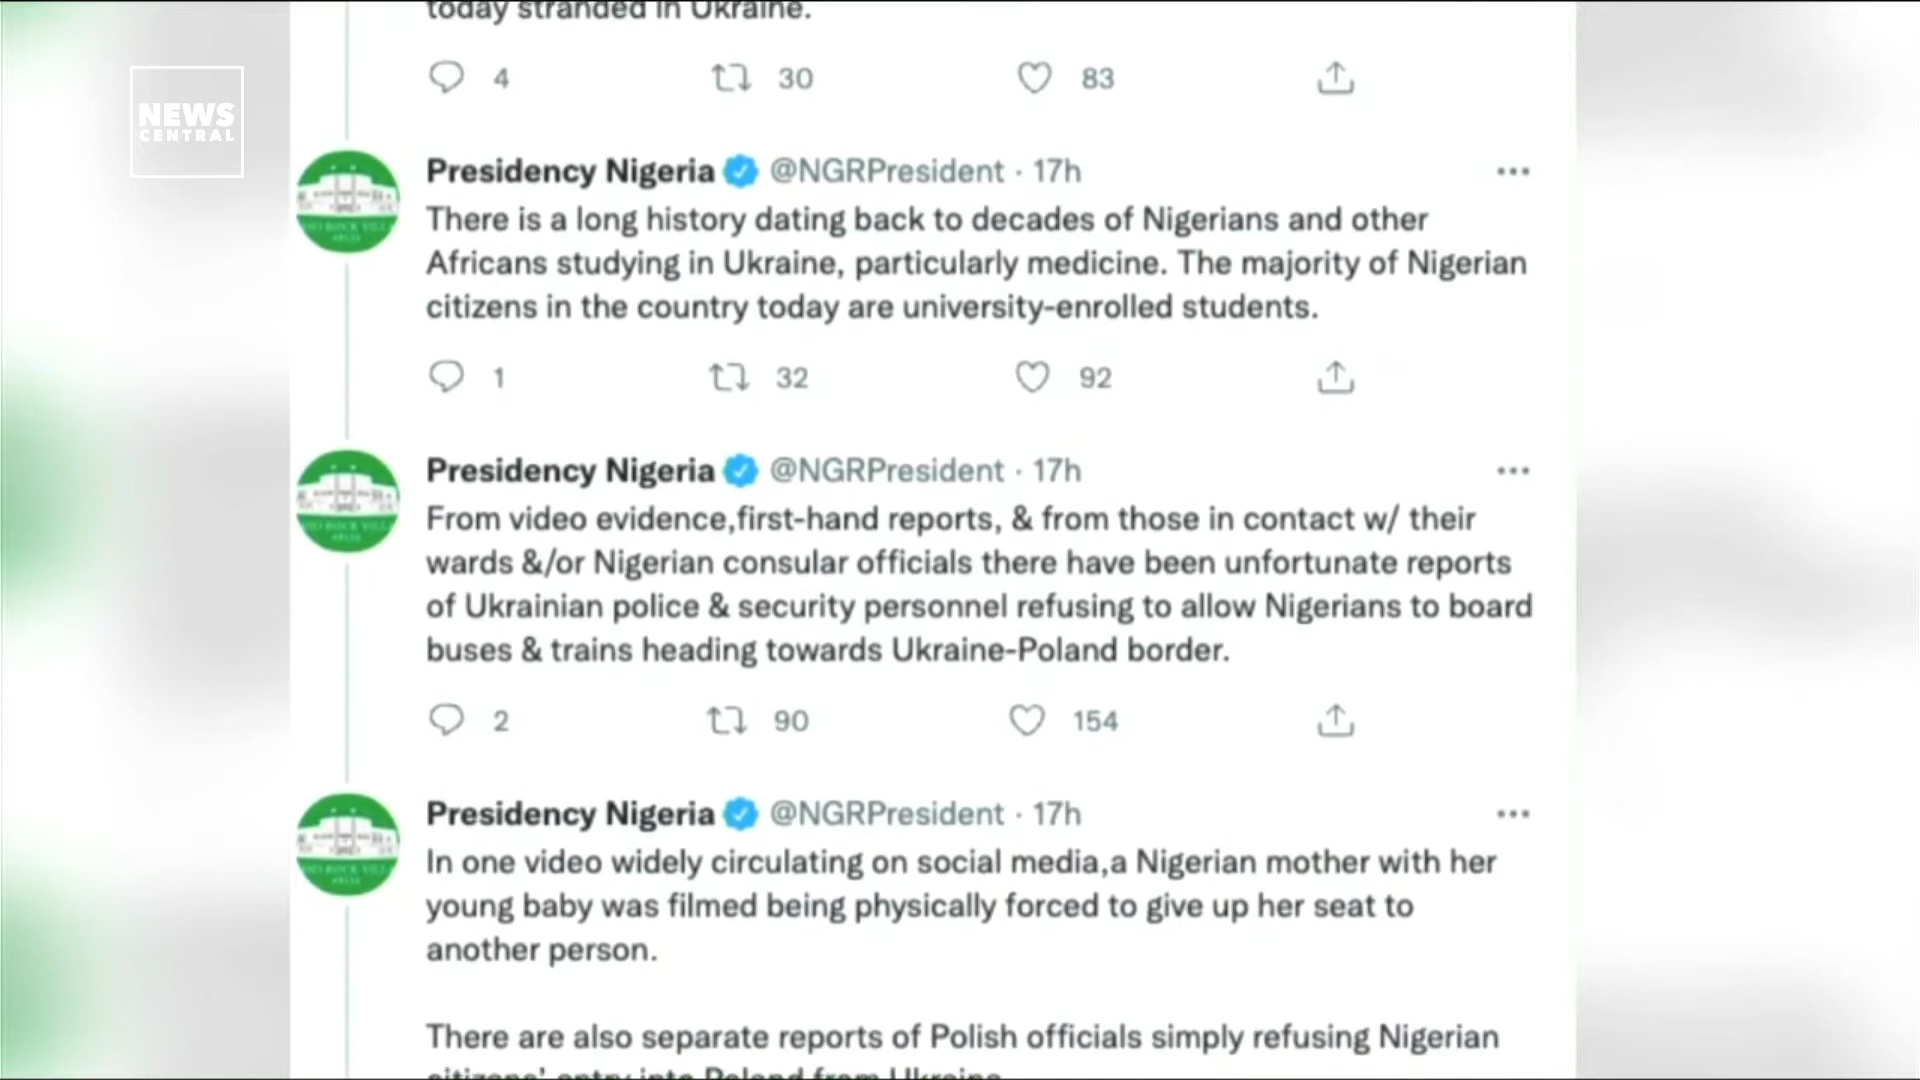 today stranded in Ukraine.
4 30 83
NEWS
CENTRAL
Presidency Nigeria @NGRPresident · 17h
There is a long history dating back to decades of Nigerians and other
Africans studying in Ukraine, particularly medicine. The majority of Nigerian
citizens in the country today are university-enrolled students.
1 32 92
Presidency Nigeria @NGRPresident · 17h
From video evidence,first-hand reports, & from those in contact w/ their
wards &/or Nigerian consular officials there have been unfortunate reports
of Ukrainian police & security personnel refusing to allow Nigerians to board
buses & trains heading towards Ukraine-Poland border.
2 90 154
Presidency Nigeria @NGRPresident · 17h
In one video widely circulating on social media,a Nigerian mother with her
young baby was filmed being physically forced to give up her seat to
another person.
There are also separate reports of Polish officials simply refusing Nigerian
citizens' entry into Poland from Ukraine